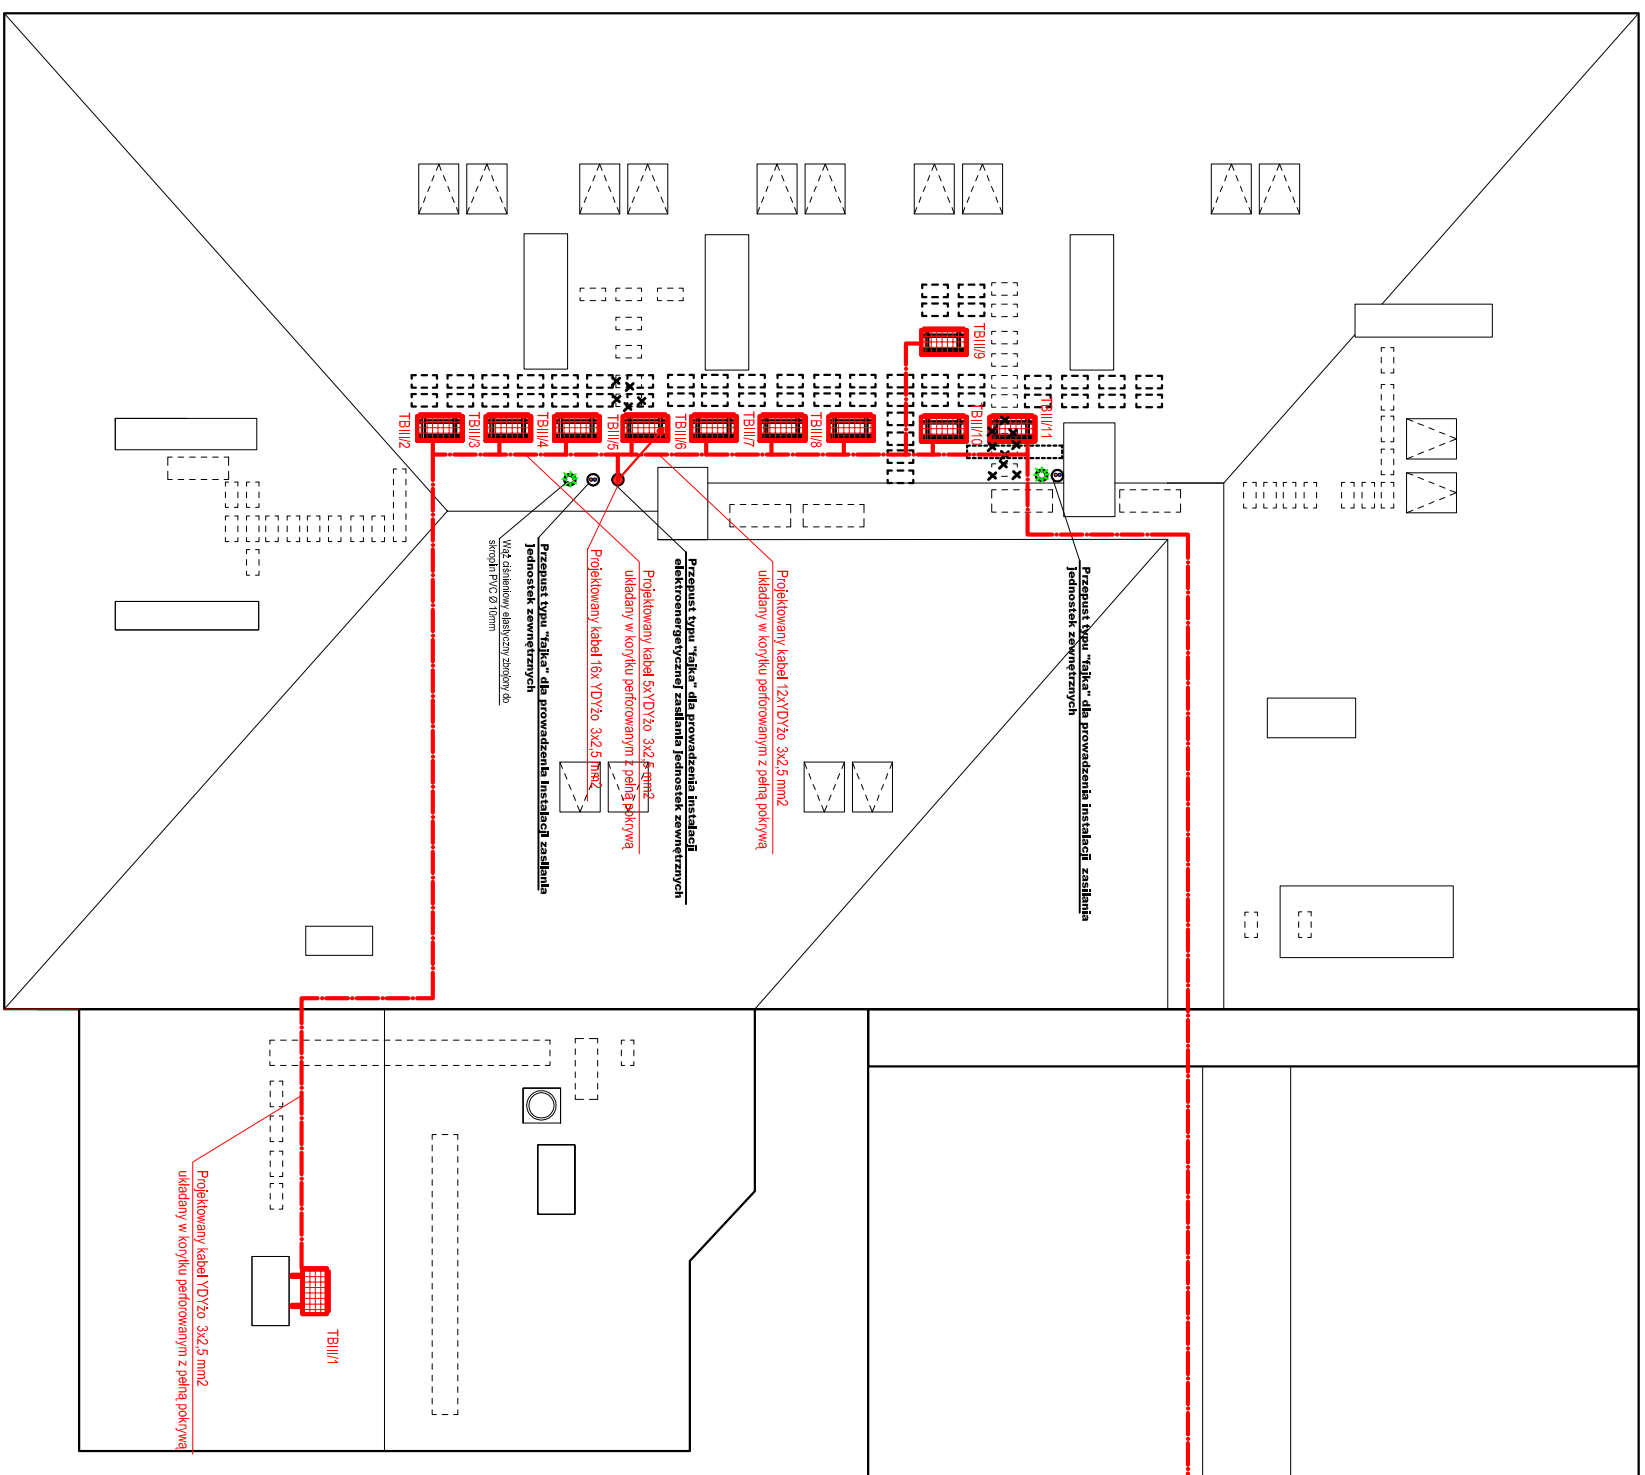 TBIII/9
TBIII/2
TBIII/3
TBIII/4
TBIII/5
TBIII/6
TBIII/7
TBIII/8
TBIII/10
TBIII/11
Wąż ciśnieniowy elastyczny zbrojony do
skroplin PVC Ø 10mm
Przepust typu "fajka" dla prowadzenia instalacji zasilania
jednostek zewnętrznych
Projektowany kabel 16x YDYżo 3x2,5 mm2
Projektowany kabel 5xYDYżo 3x2,5 mm2
układany w korytku perforowanym z pełną pokrywą
Przepust typu "fajka" dla prowadzenia instalacji
elektroenergetycznej zasilania jednostek zewnętrznych
Projektowany kabel 12xYDYżo 3x2,5 mm2
układany w korytku perforowanym z pełną pokrywą
Przepust typu "fajka" dla prowadzenia instalacji zasilania
jednostek zewnętrznych
Projektowany kabel YDYżo 3x2,5 mm2
układany w korytku perforowanym z pełną pokrywą
TBIII/1